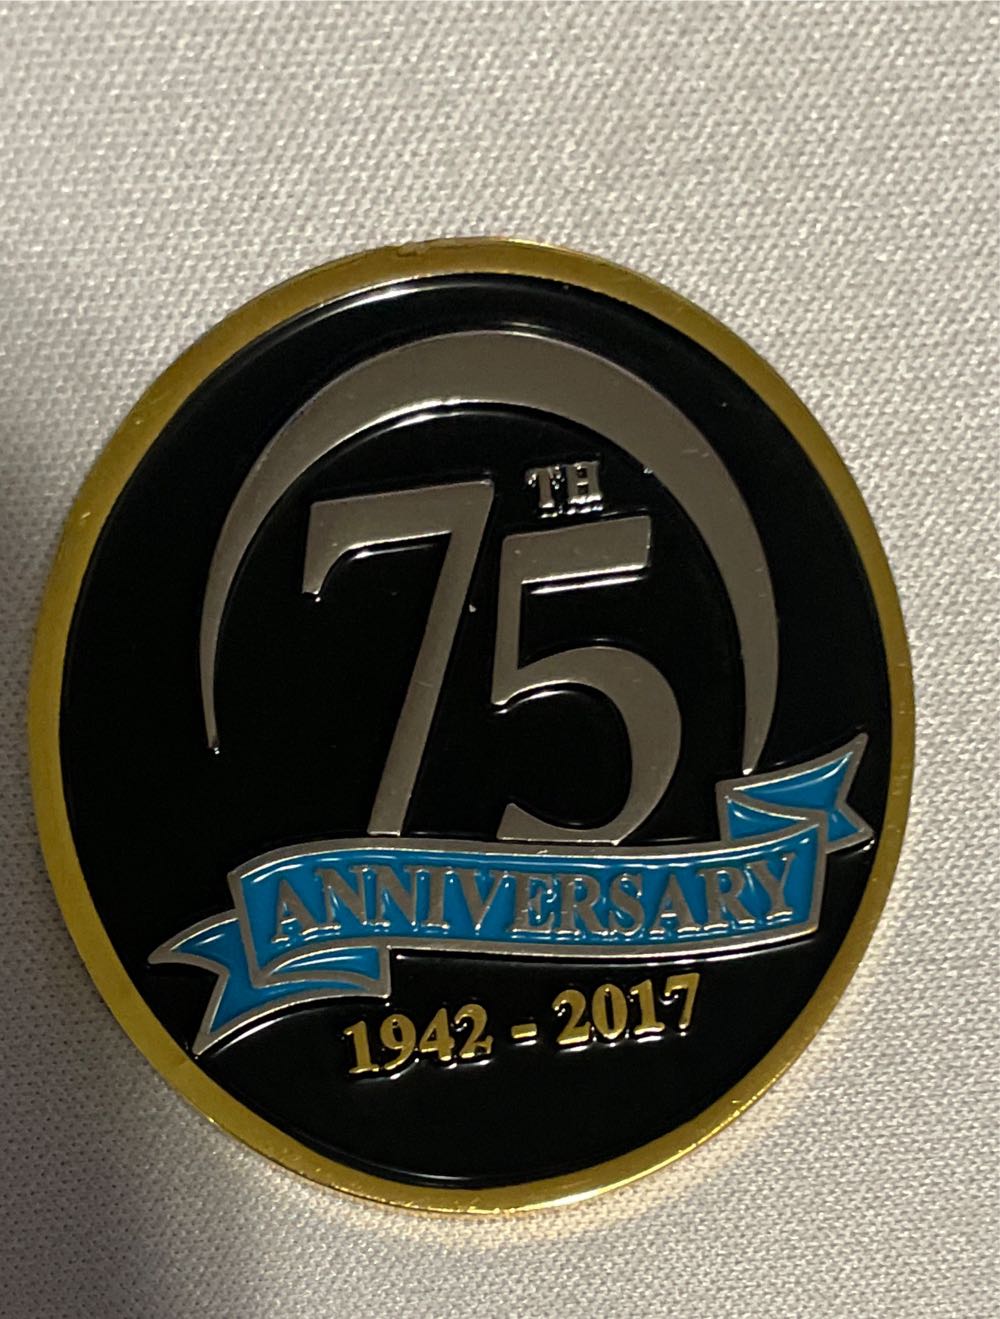 75TH
ANNIVERSARY
1942 - 2017